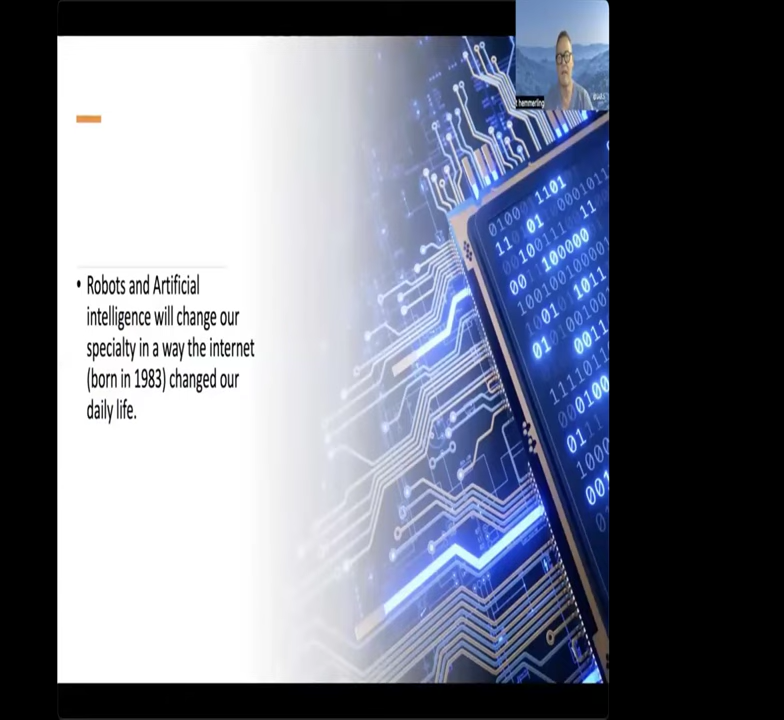 t hemmerling
• Robots and Artificial
intelligence will change our
specialty in a way the internet
(born in 1983) changed our
daily life.